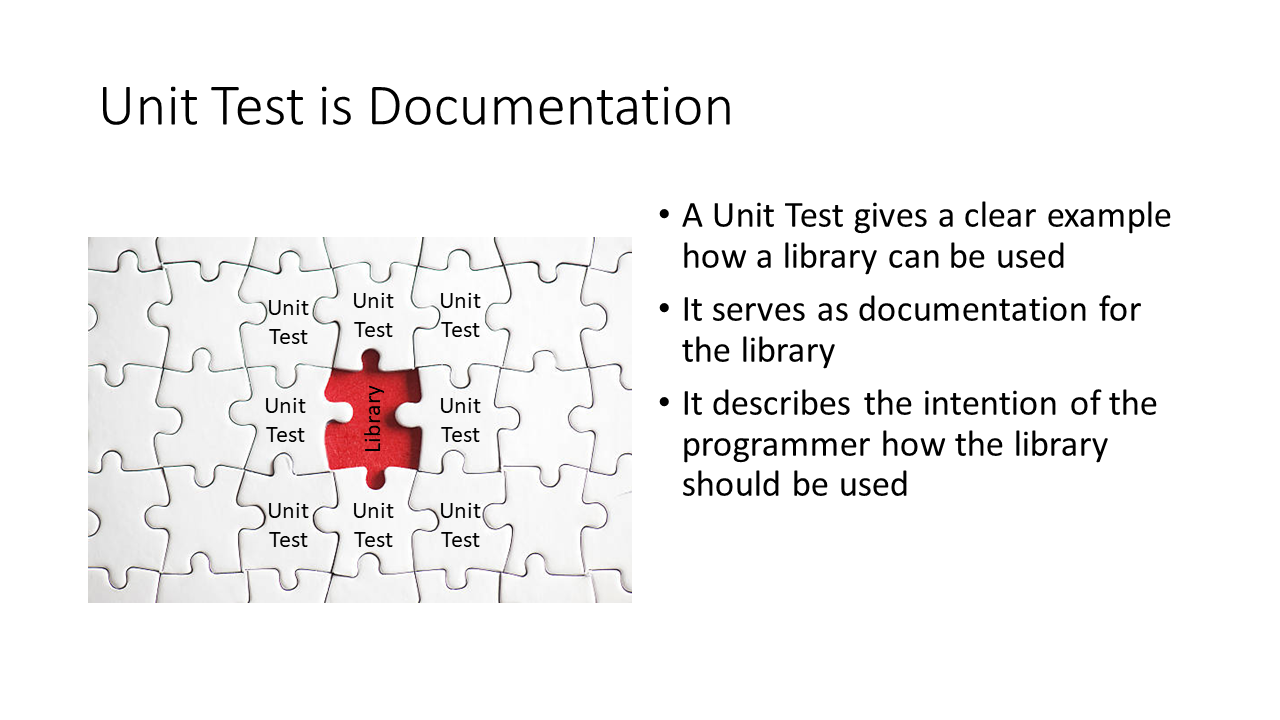 Unit Test is Documentation
Unit
Test
Unit
Test
Unit
Test
Unit
Test
Library
Unit
Test
Unit
Test
Unit
Test
Unit
Test
• A Unit Test gives a clear example
how a library can be used
• It serves as documentation for
the library
• It describes the intention of the
programmer how the library
should be used